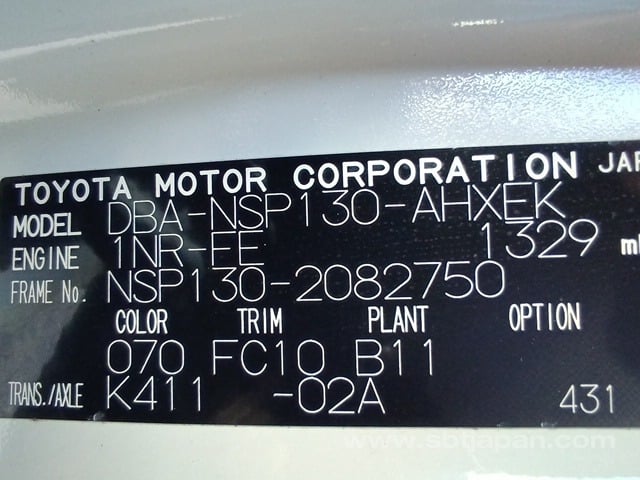 TOYOTA MOTOR CORPORATION JAP
MODEL DBA-NSP130-AHXEK
ENGINE 1NR-FE 1329 m
FRAME No. NSP130-2082750
COLOR TRIM PLANT OPTION
070 FC10 B11
TRANS./AXLE K411 -02A 431
www.sbtjapan.com